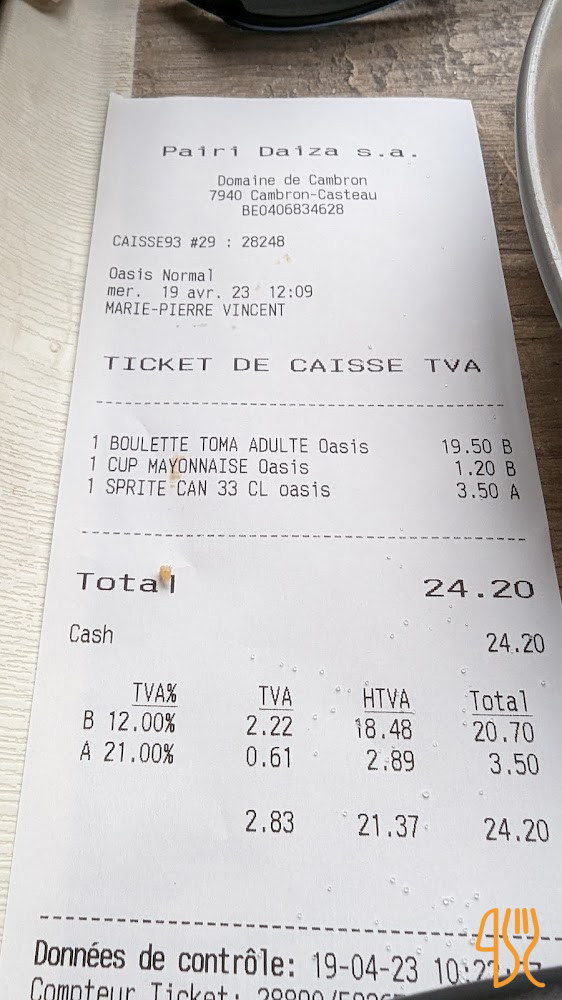 Pairi Daiza s.a.
Domaine de Cambron
7940 Cambron-Casteau
BE0406834628
CAISSE93 #29 : 28248
Oasis Normal
mer. 19 avr. 23 12:09
MARIE-PIERRE VINCENT
TICKET DE CAISSE TVA
1 BOULETTE TOMA ADULTE Oasis 19.50 B
1 CUP MAYONNAISE Oasis 1.20 B
1 SPRITE CAN 33 CL oasis 3.50 A
Total 24.20
Cash 24.20
TVA% TVA HTVA Total
B 12.00% 2.22 18.48 20.70
A 21.00% 0.61 2.89 3.50
2.83 21.37 24.20
Données de contrôle: 19-04-23
Compteur Ticket: